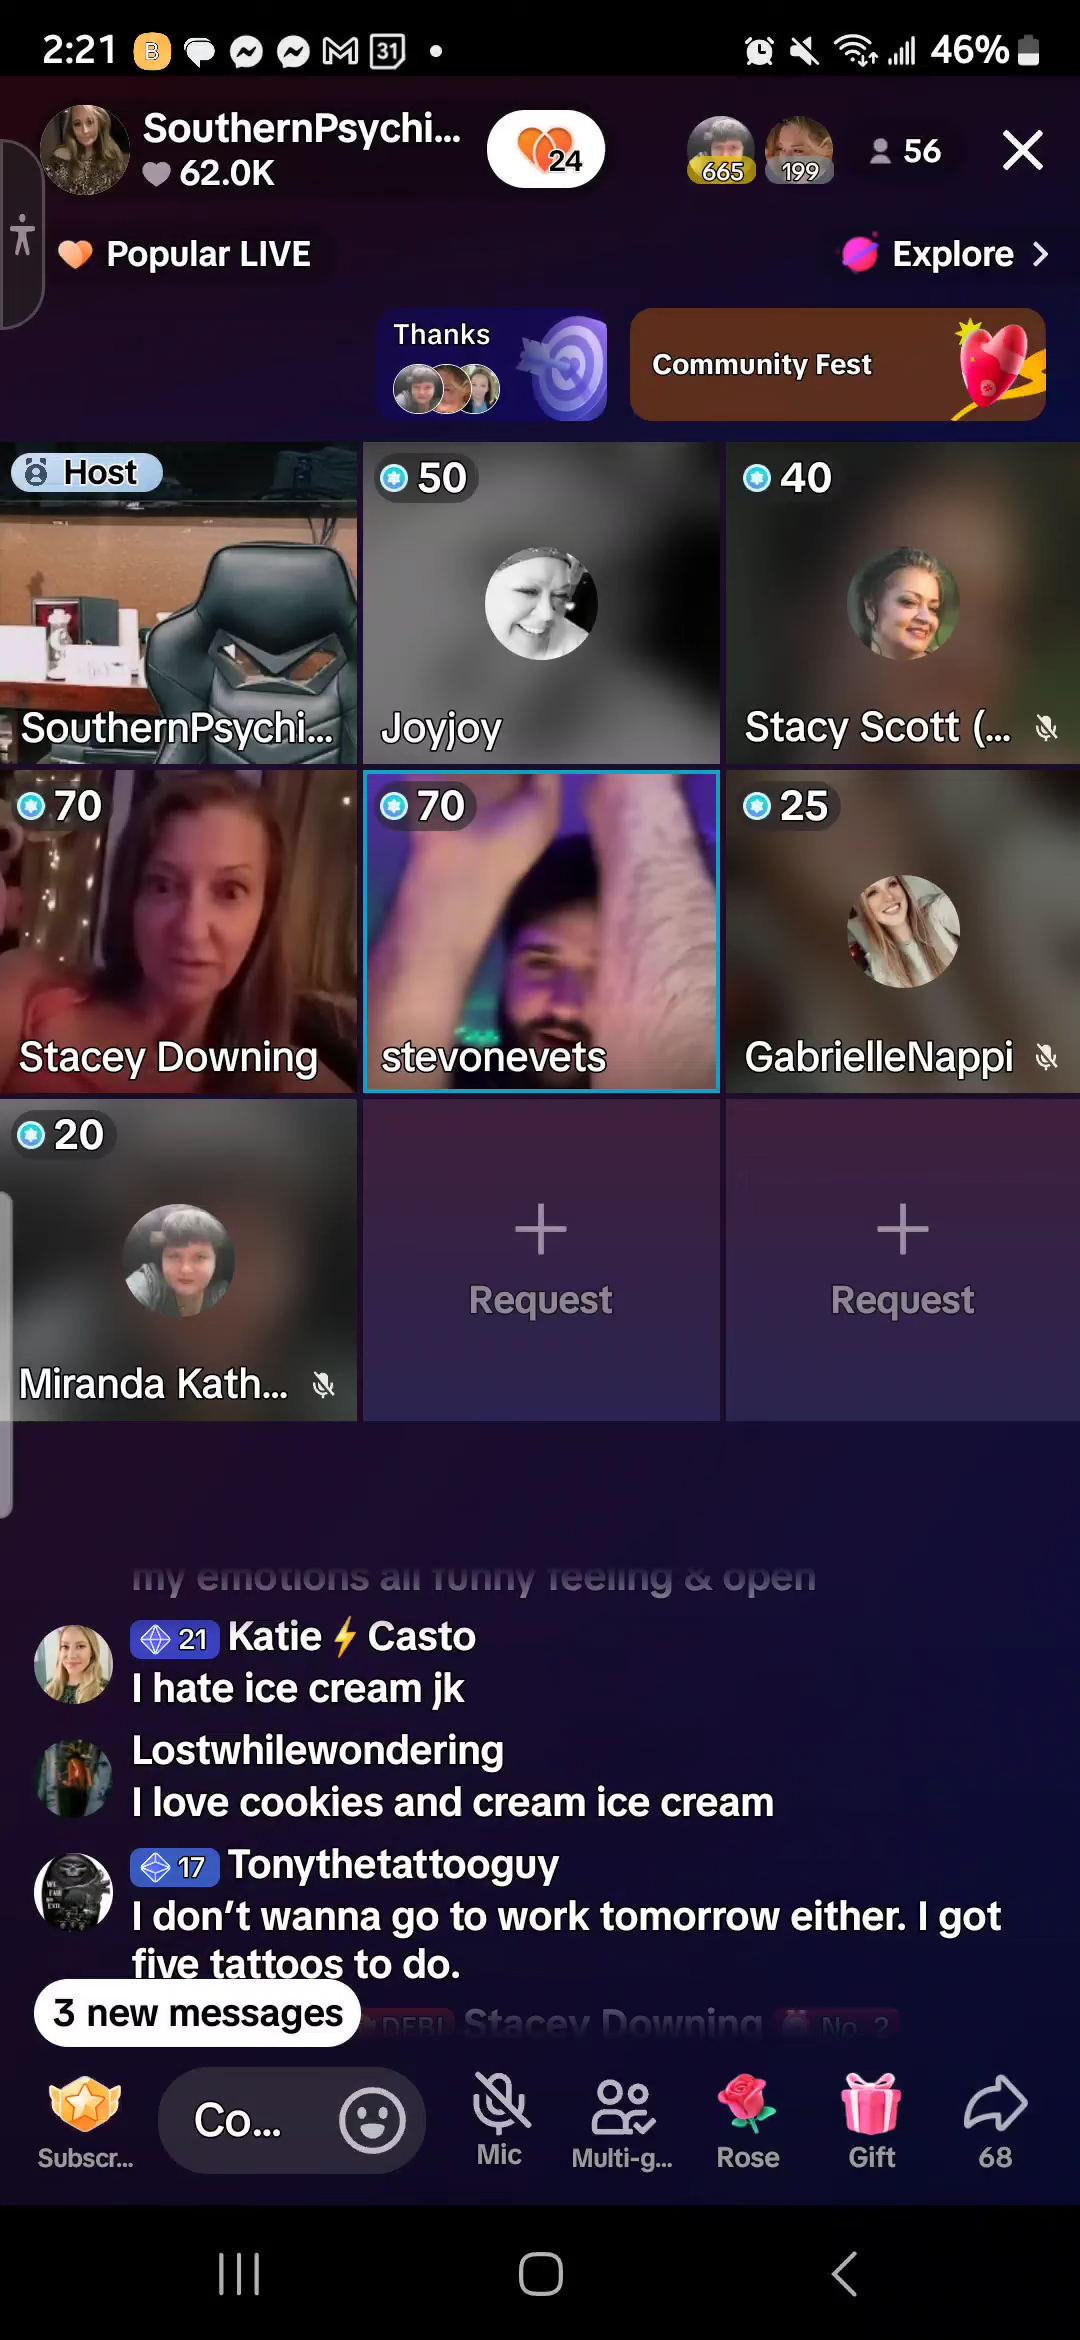 2:21
31
46%
SouthernPsychi...
62.0K
24
665
199
56
Popular LIVE
Explore
Thanks
Community Fest
Host
SouthernPsychi...
50
Joyjoy
40
Stacy Scott (...
70
Stacey Downing
70
stevonevets
25
GabrielleNappi
20
Miranda Kath...
Request
Request
my emotions all funny feeling & open
21 Katie⚡Casto
I hate ice cream jk
Lostwhilewondering
I love cookies and cream ice cream
17 Tonythetattooguy
I don't wanna go to work tomorrow either. I got
five tattoos to do.
3 new messages
Stacey Downing No. 2
Co...
Subscr...
Mic
Multi-g...
Rose
Gift
68